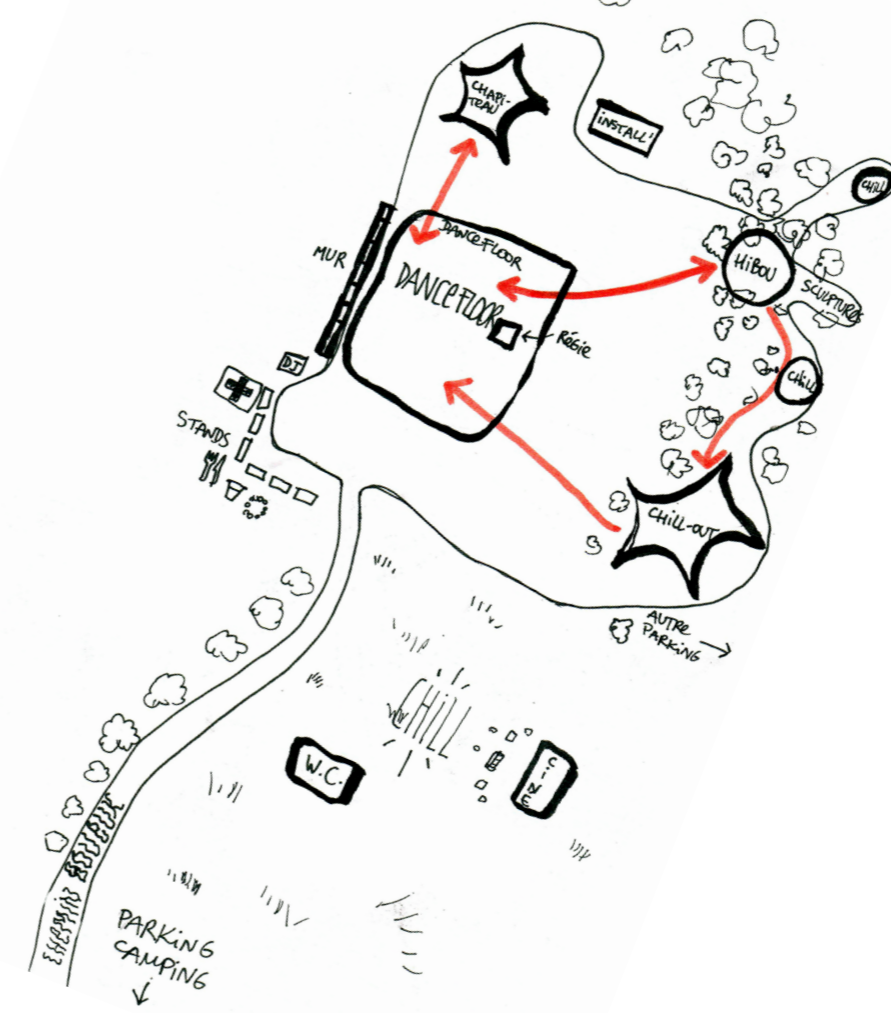 CHAPI-
TEAU
INSTALL'
CHILL
DANCEFLOOR
HIBOU
MUR
DANCEFLOOR
SCULPTURES
RÉGIE
DJ
CHILL
STANDS
CHILL-OUT
AUTRE
PARKING
CHILL
W.C.
CINE
PARKING
CAMPING